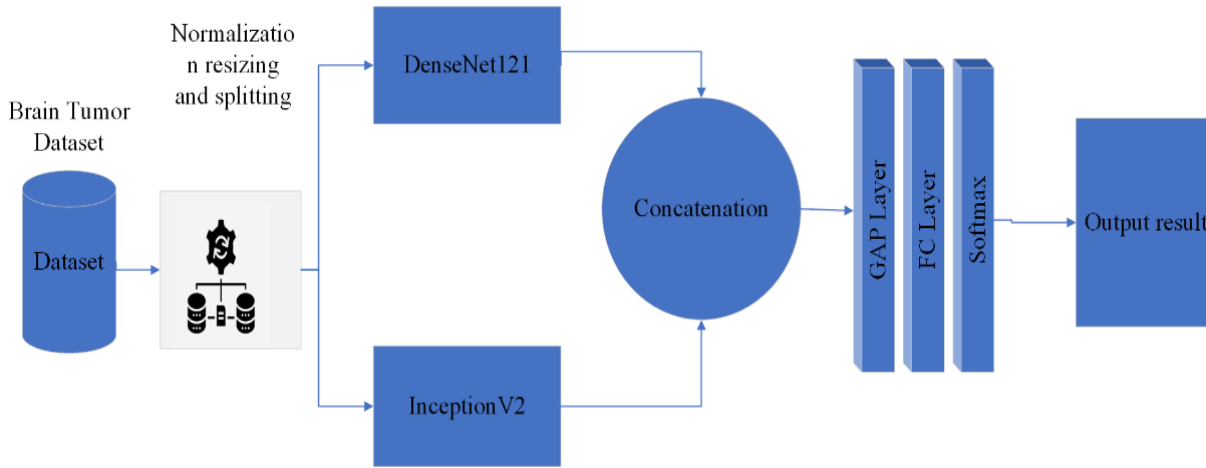 Brain Tumor
Dataset
Dataset
Normalizatio
n resizing
and splitting
DenseNet121
InceptionV2
Concatenation
GAP Layer
FC Layer
Softmax
Output result